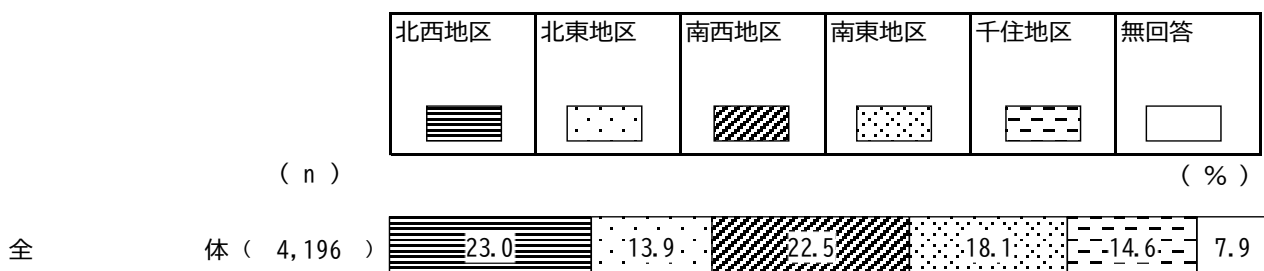 北西地区 北東地区 南西地区 南東地区 千住地区 無回答
( n ) ( % )
全 体 ( 4,196 ) 23.0 13.9 22.5 18.1 14.6 7.9